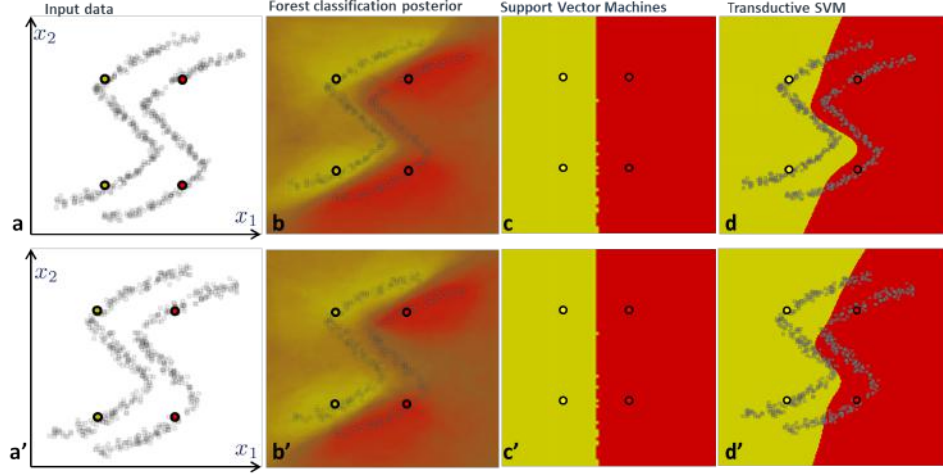 Input data
Forest classification posterior
Support Vector Machines
Transductive SVM
x2
a
x1
b
c
d
x2
a'
x1
b'
c'
d'